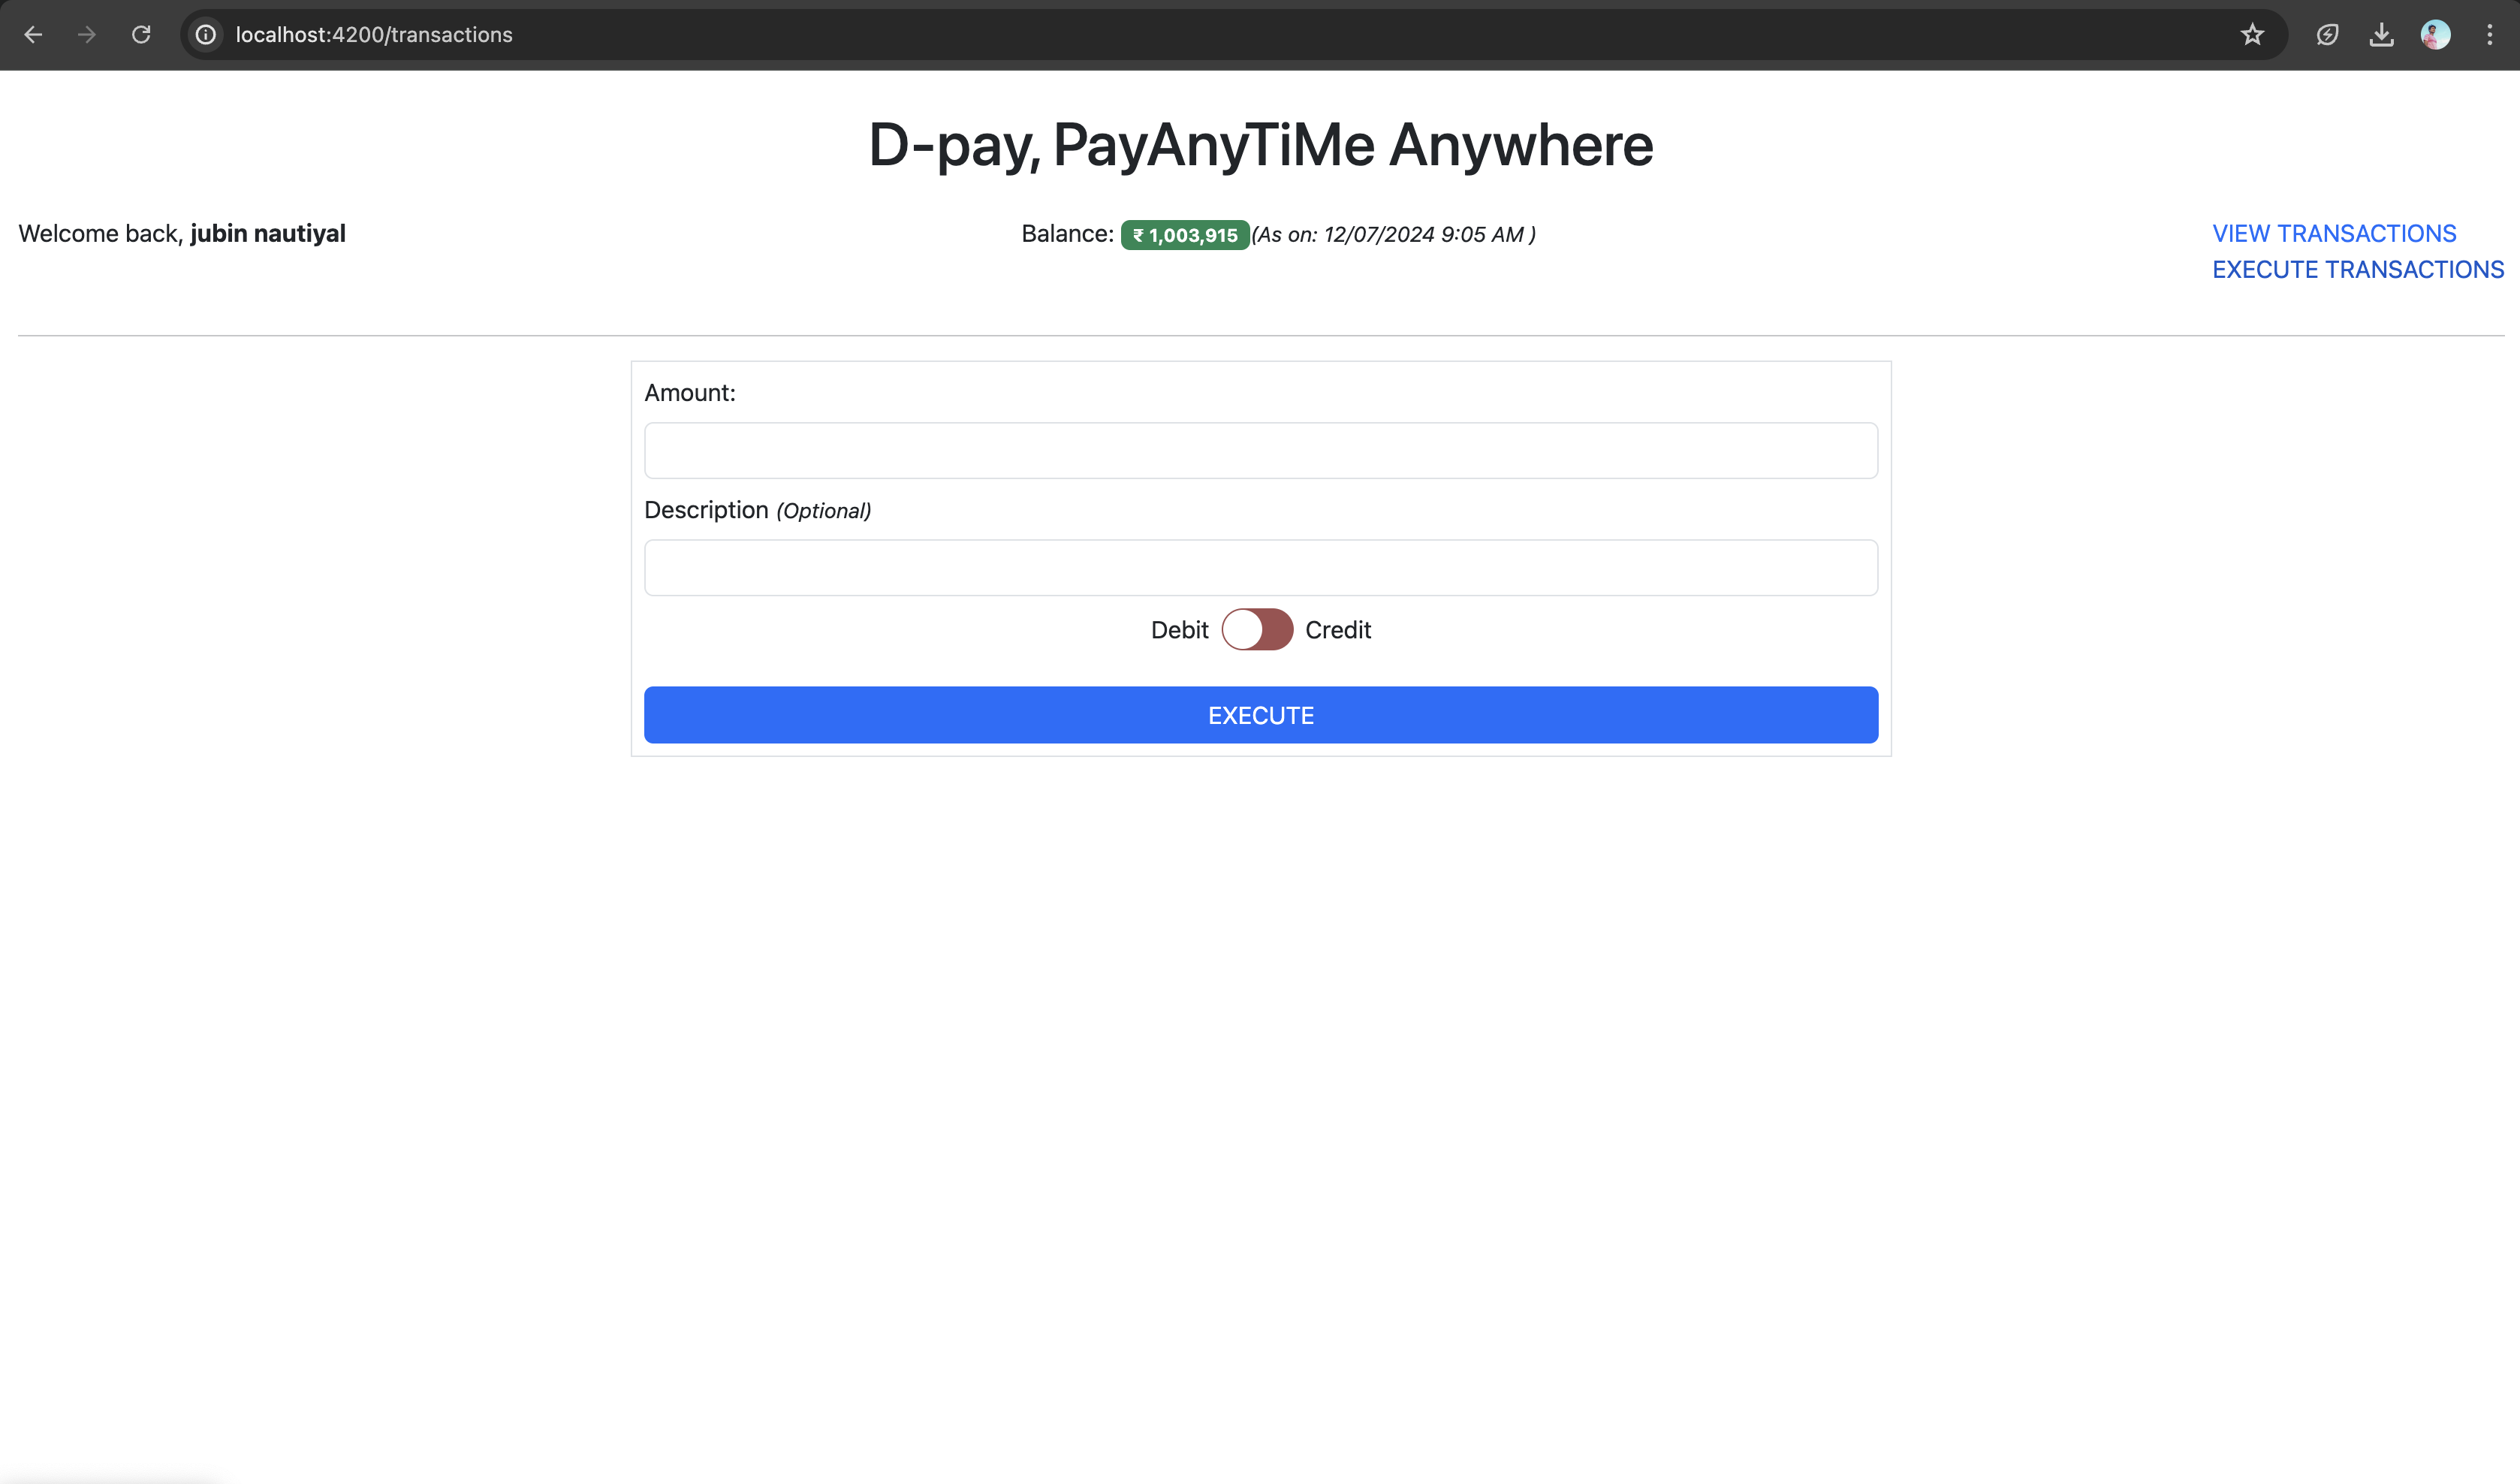 localhost:4200/transactions
D-pay, PayAnyTiMe Anywhere
Welcome back, jubin nautiyal
Balance: ₹ 1,003,915 (As on: 12/07/2024 9:05 AM )
VIEW TRANSACTIONS
EXECUTE TRANSACTIONS
Amount:
Description (Optional)
Debit Credit
EXECUTE